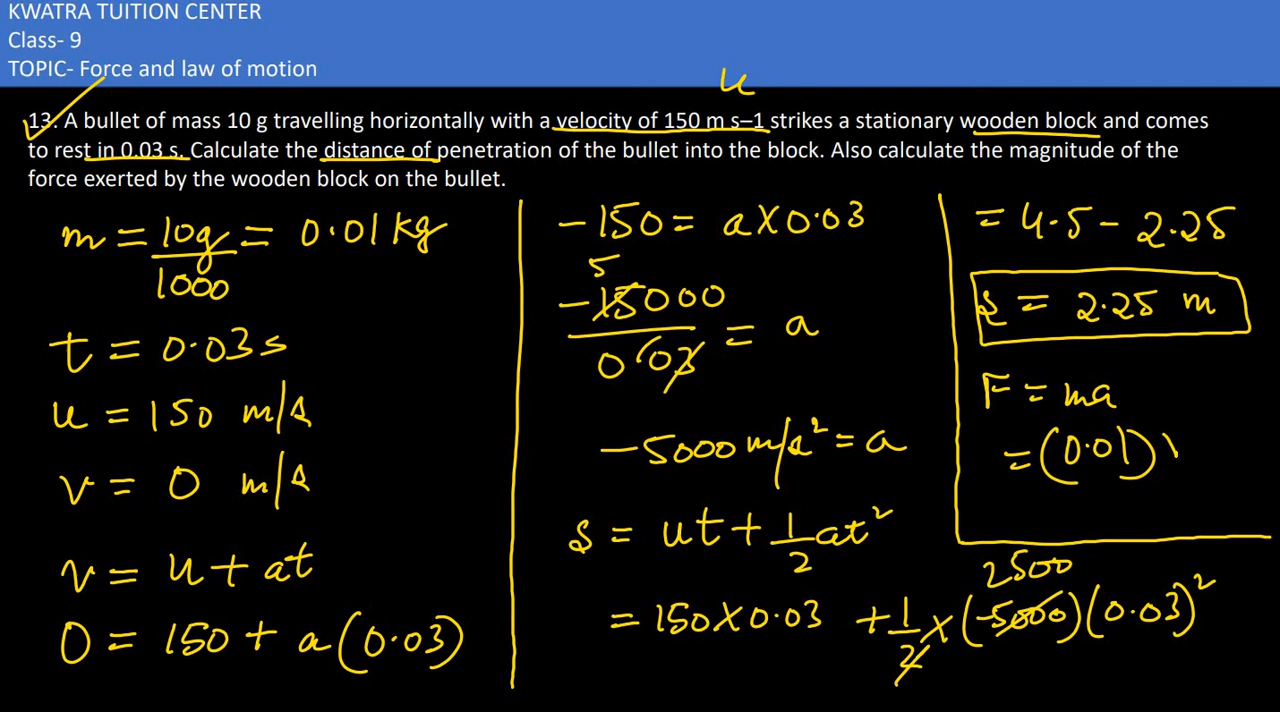 KWATRA TUITION CENTER
Class- 9
TOPIC- Force and law of motion
u
13. A bullet of mass 10 g travelling horizontally with a velocity of 150 m s–1 strikes a stationary wooden block and comes
to rest in 0.03 s. Calculate the distance of penetration of the bullet into the block. Also calculate the magnitude of the
force exerted by the wooden block on the bullet.
m = 10g/1000 = 0.01 kg
t = 0.03 s
u = 150 m/s
v = 0 m/s
v = u + at
0 = 150 + a(0.03)
-150 = a × 0.03
5
-15000/0.03 = a
-5000 m/s² = a
s = ut + 1/2 at²
2500
= 150 × 0.03 + 1/2 × (-5000)(0.03)²
= 4.5 - 2.25
s = 2.25 m
F = ma
= (0.01) \